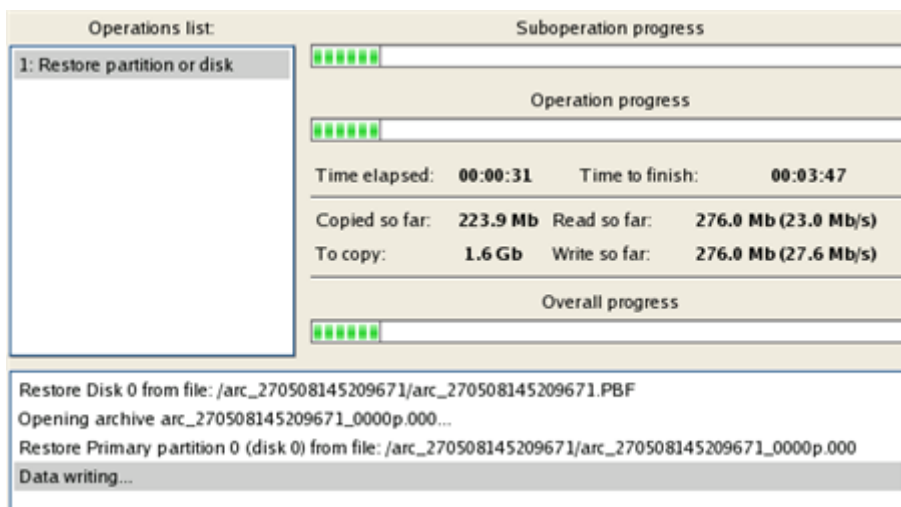 Operations list:
1: Restore partition or disk
Suboperation progress
Operation progress
Time elapsed: 00:00:31 Time to finish: 00:03:47
Copied so far: 223.9 Mb Read so far: 276.0 Mb (23.0 Mb/s)
To copy: 1.6 Gb Write so far: 276.0 Mb (27.6 Mb/s)
Overall progress
Restore Disk 0 from file: /arc_270508145209671/arc_270508145209671.PBF
Opening archive arc_270508145209671_0000p.000...
Restore Primary partition 0 (disk 0) from file: /arc_270508145209671/arc_270508145209671_0000p.000
Data writing...